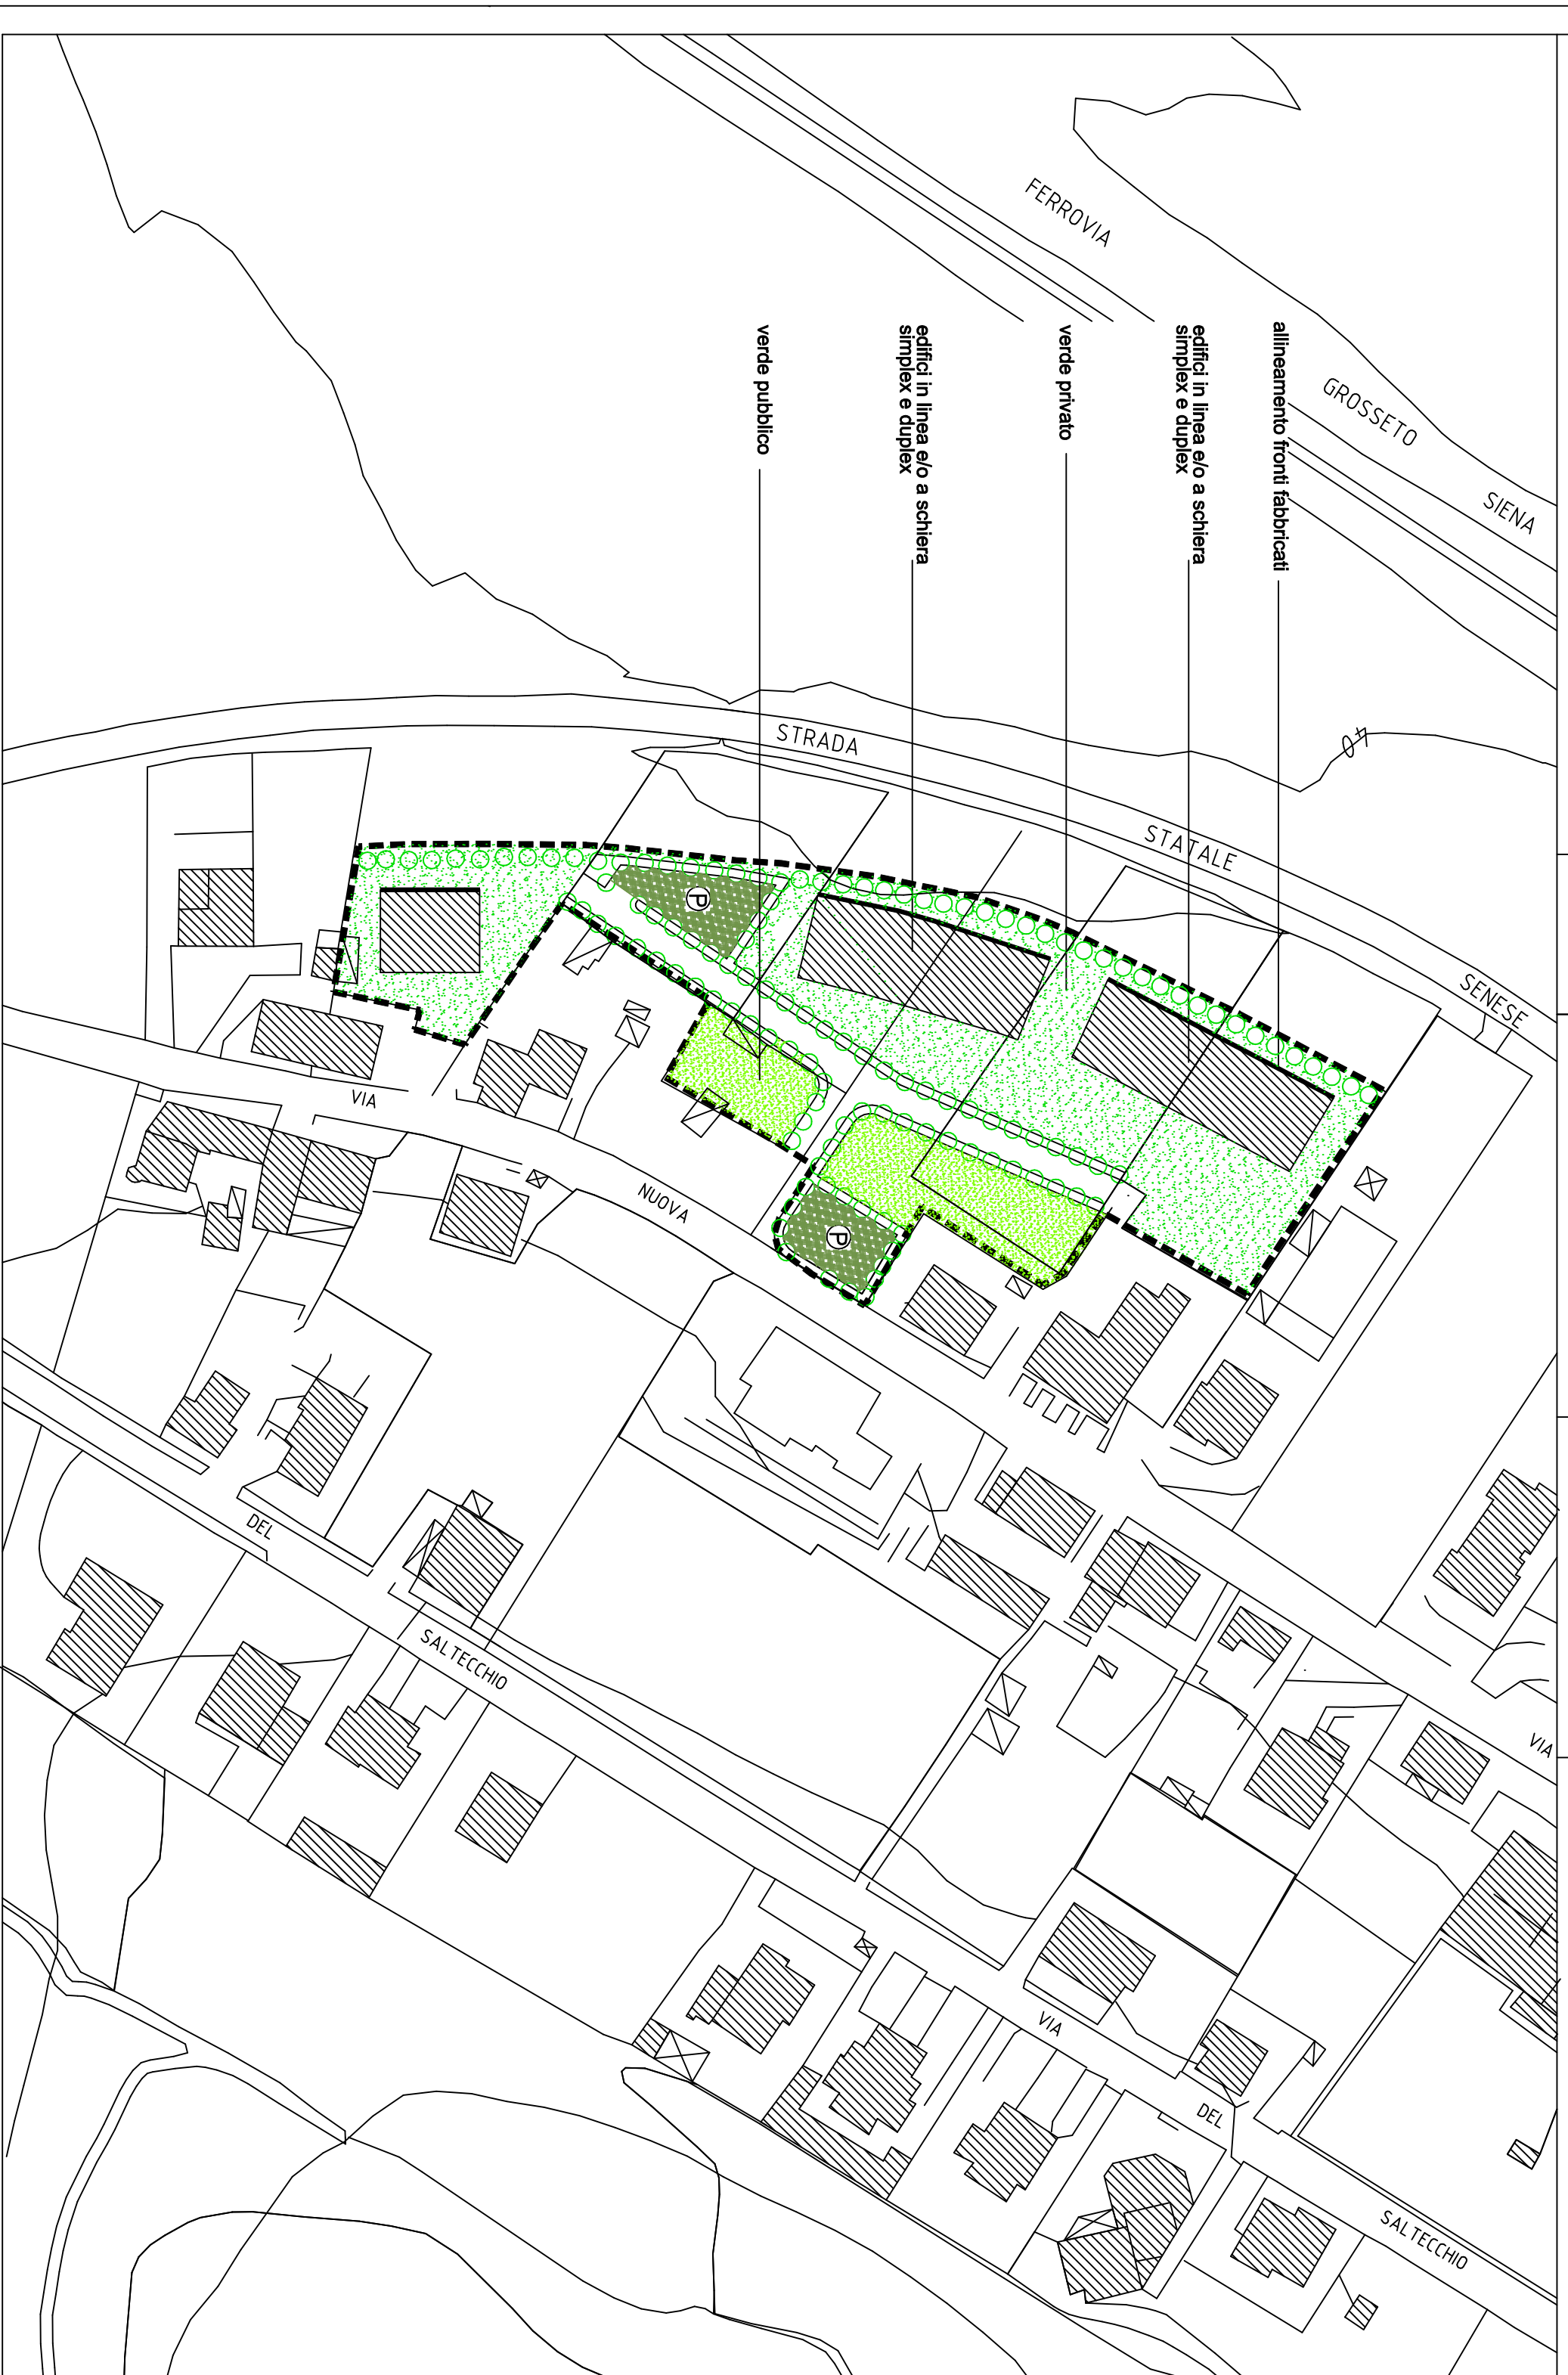 FERROVIA
GROSSETO
SIENA
allineamento fronti fabbricati
edifici in linea e/o a schiera
simplex e duplex
verde privato
edifici in linea e/o a schiera
simplex e duplex
verde pubblico
STRADA
STATALE
SENESE
40
P
P
VIA
NUOVA
VIA
DEL
SALTECCHIO
VIA
DEL
SALTECCHIO